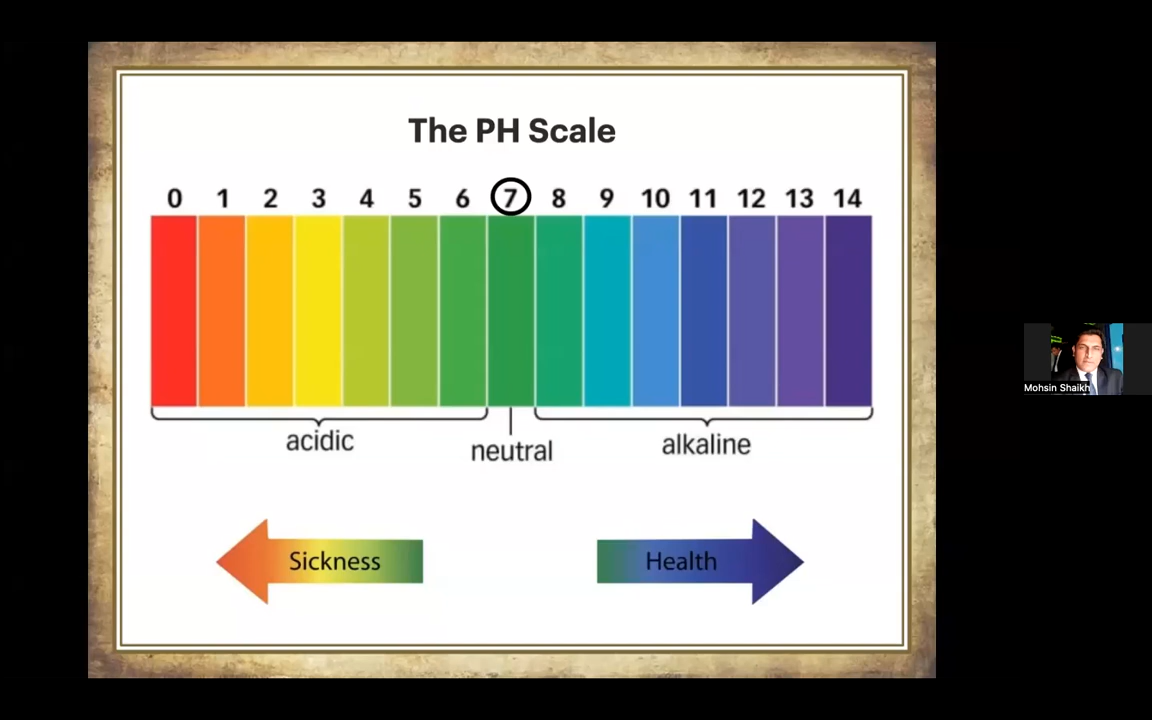 The PH Scale
0 1 2 3 4 5 6 7 8 9 10 11 12 13 14
acidic neutral alkaline
Sickness Health
Mohsin Shaikh